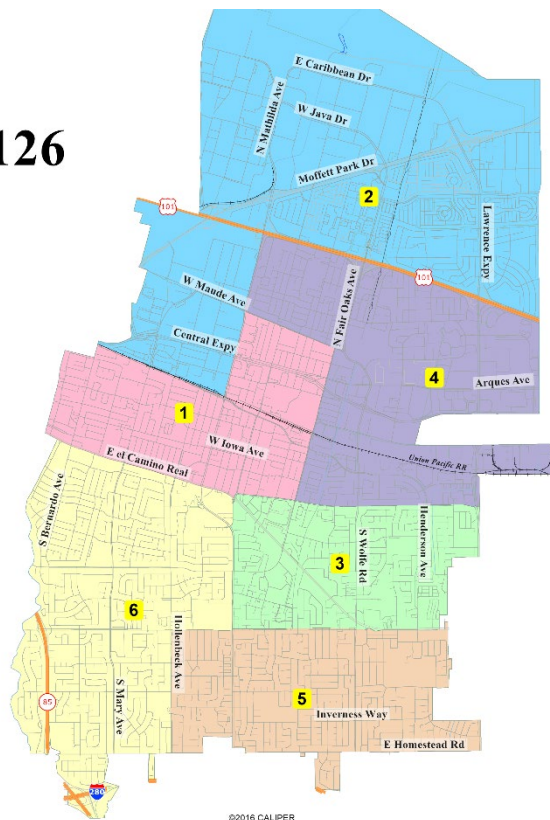 126
E Caribbean Dr
N Mathilda Ave
W Java Dr
Moffett Park Dr
2
101
Lawrence Expy
101
W Maude Ave
N Fair Oaks Ave
Central Expy
4
Arques Ave
1
W Iowa Ave
E el Camino Real
Union Pacific RR
S Bernardo Ave
Henderson Ave
S Wolfe Rd
3
6
Hollenbeck Ave
S Mary Ave
5
85
Inverness Way
E Homestead Rd
280
©2016 CALIPER